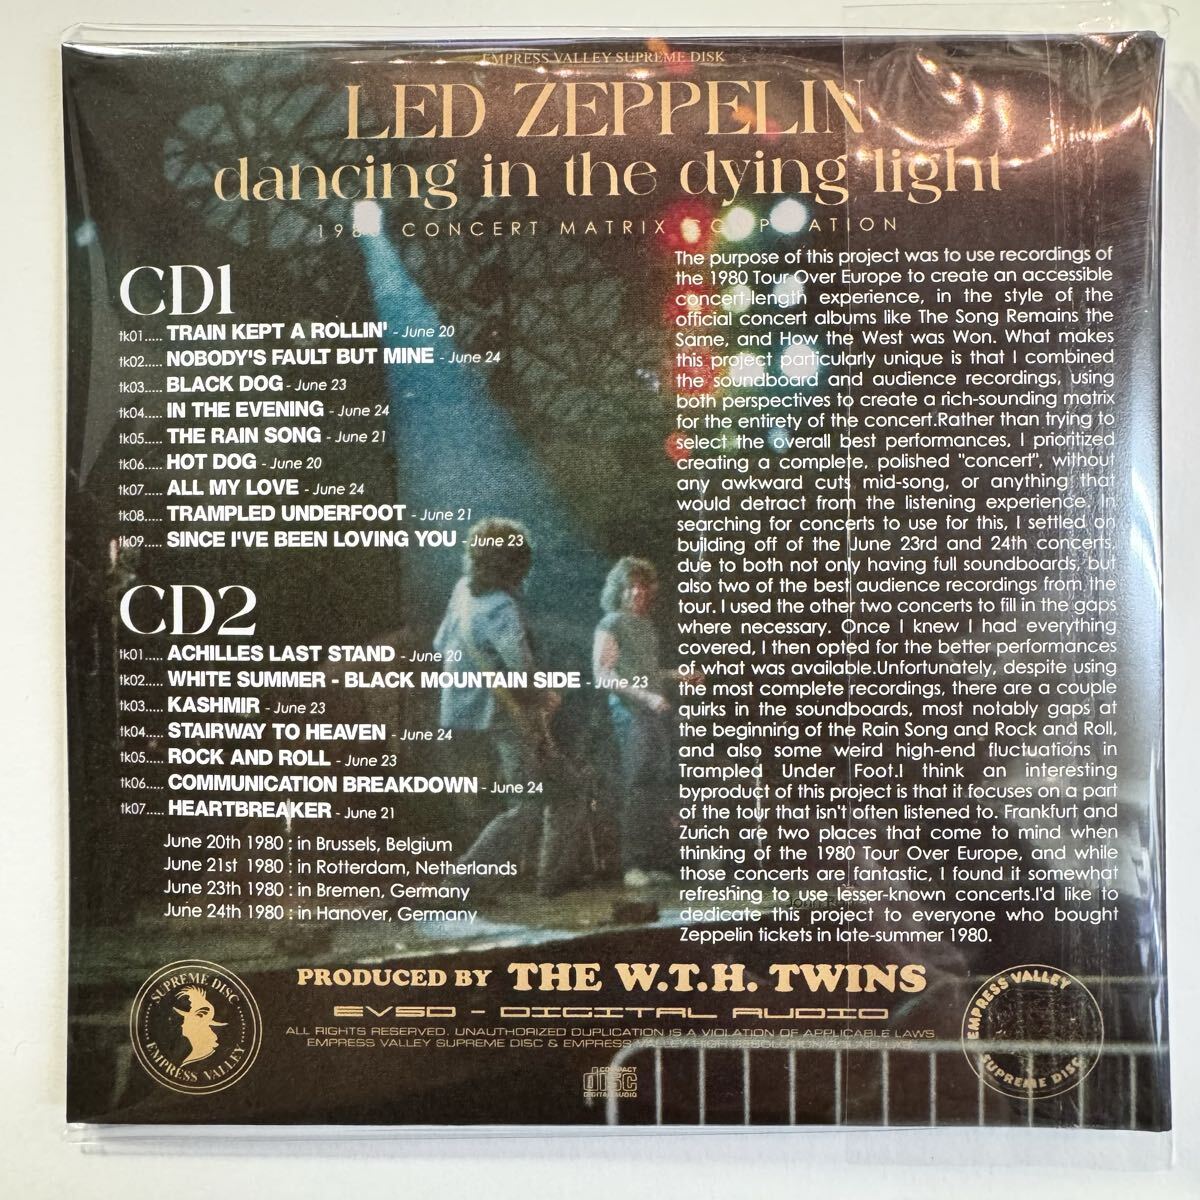 EMPRESS VALLEY SUPREME DISK
LED ZEPPELIN
dancing in the dying light
CONCERT MATRIX
CD1
tk01..... TRAIN KEPT A ROLLIN' - June 20
tk02..... NOBODY'S FAULT BUT MINE - June 24
tk03..... BLACK DOG - June 23
tk04..... IN THE EVENING - June 24
tk05..... THE RAIN SONG - June 21
tk06..... HOT DOG - June 20
tk07..... ALL MY LOVE - June 24
tk08..... TRAMPLED UNDERFOOT - June 21
tk09..... SINCE I'VE BEEN LOVING YOU - June 23
CD2
tk01..... ACHILLES LAST STAND - June 20
tk02..... WHITE SUMMER - BLACK MOUNTAIN SIDE - June 23
tk03..... KASHMIR - June 23
tk04..... STAIRWAY TO HEAVEN - June 24
tk05..... ROCK AND ROLL - June 23
tk06..... COMMUNICATION BREAKDOWN - June 24
tk07..... HEARTBREAKER - June 21
June 20th 1980 : in Brussels, Belgium
June 21st 1980 : in Rotterdam, Netherlands
June 23th 1980 : in Bremen, Germany
June 24th 1980 : in Hanover, Germany
The purpose of this project was to use recordings of
the 1980 Tour Over Europe to create an accessible
concert-length experience, in the style of the
official concert albums like The Song Remains the
Same, and How the West was Won. What makes
this project particularly unique is that I combined
the soundboard and audience recordings, using
both perspectives to create a rich-sounding matrix
for the entirety of the concert.Rather than trying to
select the overall best performances, I prioritized
creating a complete, polished "concert", without
any awkward cuts mid-song, or anything that
would detract from the listening experience. In
searching for concerts to use for this, I settled on
building off of the June 23rd and 24th concerts,
due to both not only having full soundboards, but
also two of the best audience recordings from the
tour. I used the other two concerts to fill in the gaps
where necessary. Once I knew I had everything
covered, I then opted for the better performances
of what was available.Unfortunately, despite using
the most complete recordings, there are a couple
quirks in the soundboards, most notably gaps at
the beginning of the Rain Song and Rock and Roll,
and also some weird high-end fluctuations in
Trampled Under Foot.I think an interesting
byproduct of this project is that it focuses on a part
of the tour that isn't often listened to. Frankfurt and
Zurich are two places that come to mind when
thinking of the 1980 Tour Over Europe, and while
those concerts are fantastic, I found it somewhat
refreshing to use lesser-known concerts.I'd like to
dedicate this project to everyone who bought
Zeppelin tickets in late-summer 1980.
PRODUCED BY THE W.T.H. TWINS
EVSD - DIGITAL AUDIO
ALL RIGHTS RESERVED. UNAUTHORIZED DUPLICATION IS A VIOLATION OF APPLICABLE LAWS
EMPRESS VALLEY SUPREME DISC & EMPRESS VALLEY HIGH RESOLUTION SOUND LAB
SUPREME DISC
EMPRESS VALLEY
EMPRESS VALLEY
SUPREME DISC
COMPACT
disc
DIGITAL AUDIO